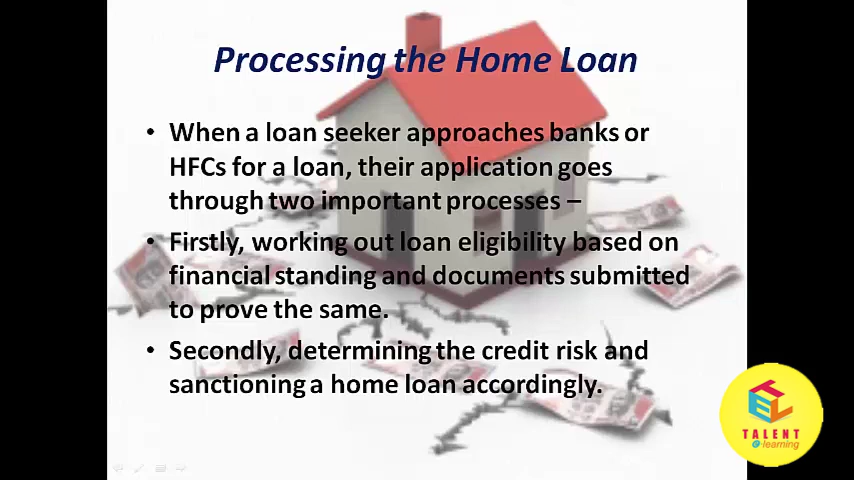 Processing the Home Loan
• When a loan seeker approaches banks or
HFCs for a loan, their application goes
through two important processes –
• Firstly, working out loan eligibility based on
financial standing and documents submitted
to prove the same.
• Secondly, determining the credit risk and
sanctioning a home loan accordingly.
TEL
TALENT
e-learning